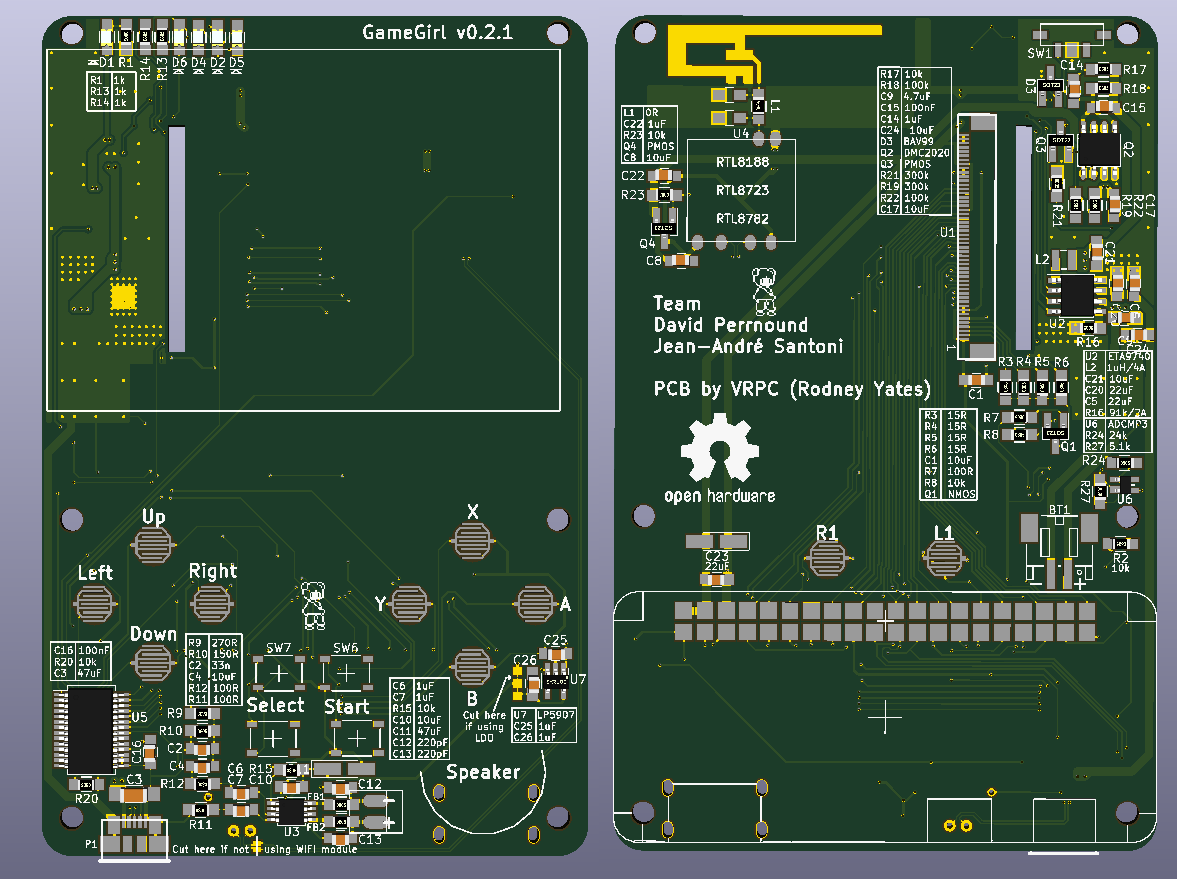 GameGirl v0.2.1
D1 R1 R14 R13 D6 D4 D2 D5
R1 1k
R13 1k
R14 1k
Up
X
Left
Right
Y
A
Down
C16 100nF
R20 10k
C3 47uF
R9 270R
R10 150R
C2 33n
C4 10uF
R12 100R
R11 100R
SW7
SW6
Select
Start
C6 1uF
C7 1uF
R15 10k
C10 10uF
C11 47uF
C12 220pF
C13 220pF
B
C25
C26
U7
Cut here
if using
LDO
U7 LP5907
C25 1uF
C26 1uF
U5
R9
R10
C16
C2
C4
R12
R20
C3
R11
C6
C7
R15
C10
U3
FB1
FB2
C12
C13
Speaker
P1
Cut here if not using WIFI module
SW1
C14
D3
R17
R18
C15
Q3
Q2
R21
R19
R22
C17
L1 0R
C22 1uF
R23 10k
Q4 PMOS
C8 10uF
L1
U4
RTL8188
RTL8723
RTL8782
C22
R23
Q4
C8
R17 10k
R18 100k
C9 4.7uF
C15 100nF
C14 1uF
C24 10uF
D3 BAV99
Q2 DMC2020
Q3 PMOS
R21 300k
R19 300k
R22 100k
C17 10uF
U1
1
L2
C21
U2
R16
C24
Team
David Perrnound
Jean-André Santoni
PCB by VRPC (Rodney Yates)
open hardware
C1
R3 R4 R5 R6
R7
R8
Q1
U2 ETA9740
L2 1uH/4A
C21 10uF
C20 22uF
C5 22uF
R16 91k/2A
U6 ADCMP3
R24 24k
R27 5.1k
R3 15R
R4 15R
R5 15R
R6 15R
C1 10uF
R7 100R
R8 10k
Q1 NMOS
R24
R27
U6
BT1
R2
10k
C23
22uF
R1
L1